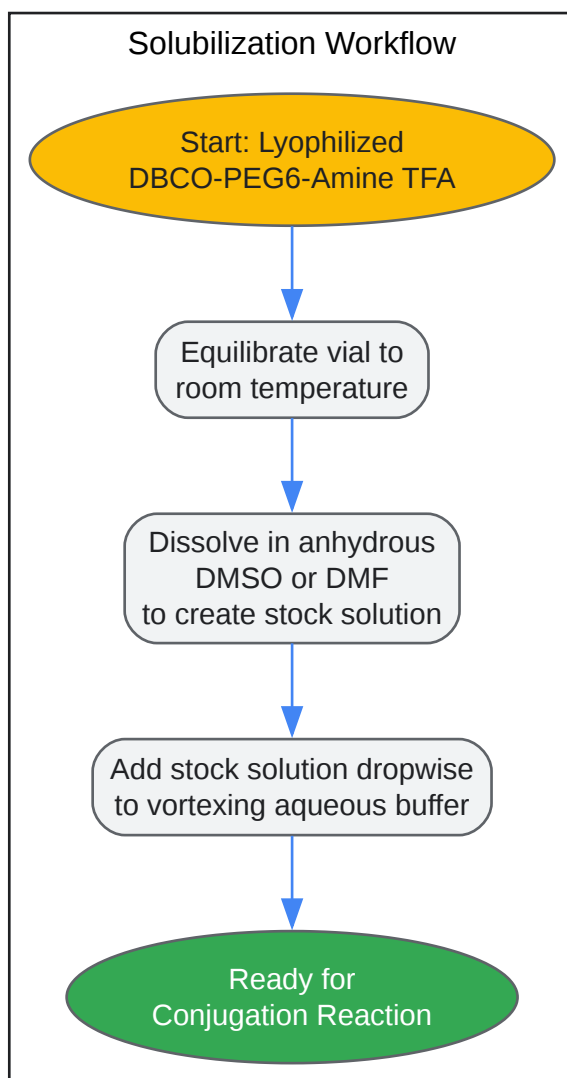 Solubilization Workflow
Start: Lyophilized
DBCO-PEG6-Amine TFA
Equilibrate vial to
room temperature
Dissolve in anhydrous
DMSO or DMF
to create stock solution
Add stock solution dropwise
to vortexing aqueous buffer
Ready for
Conjugation Reaction